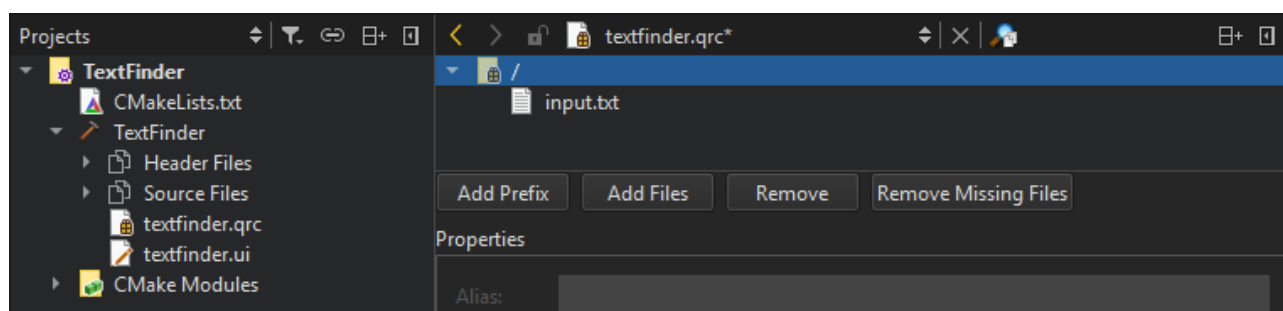 Projects
TextFinder
CMakeLists.txt
TextFinder
Header Files
Source Files
textfinder.qrc
textfinder.ui
CMake Modules
textfinder.qrc*
/
input.txt
Add Prefix Add Files Remove Remove Missing Files
Properties
Alias: